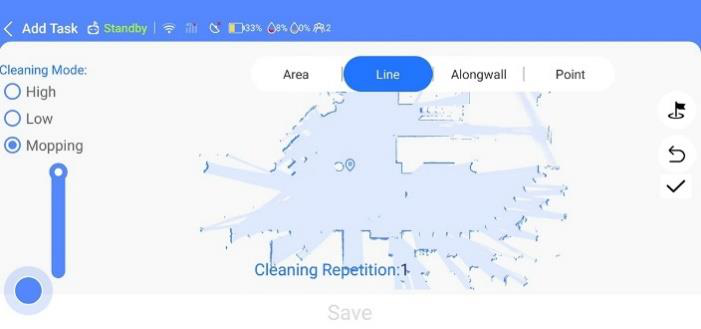 Add Task Standby 33% 8% 0% 2
Cleaning Mode:
High
Low
Mopping
Area Line Alongwall Point
Cleaning Repetition:1
Save